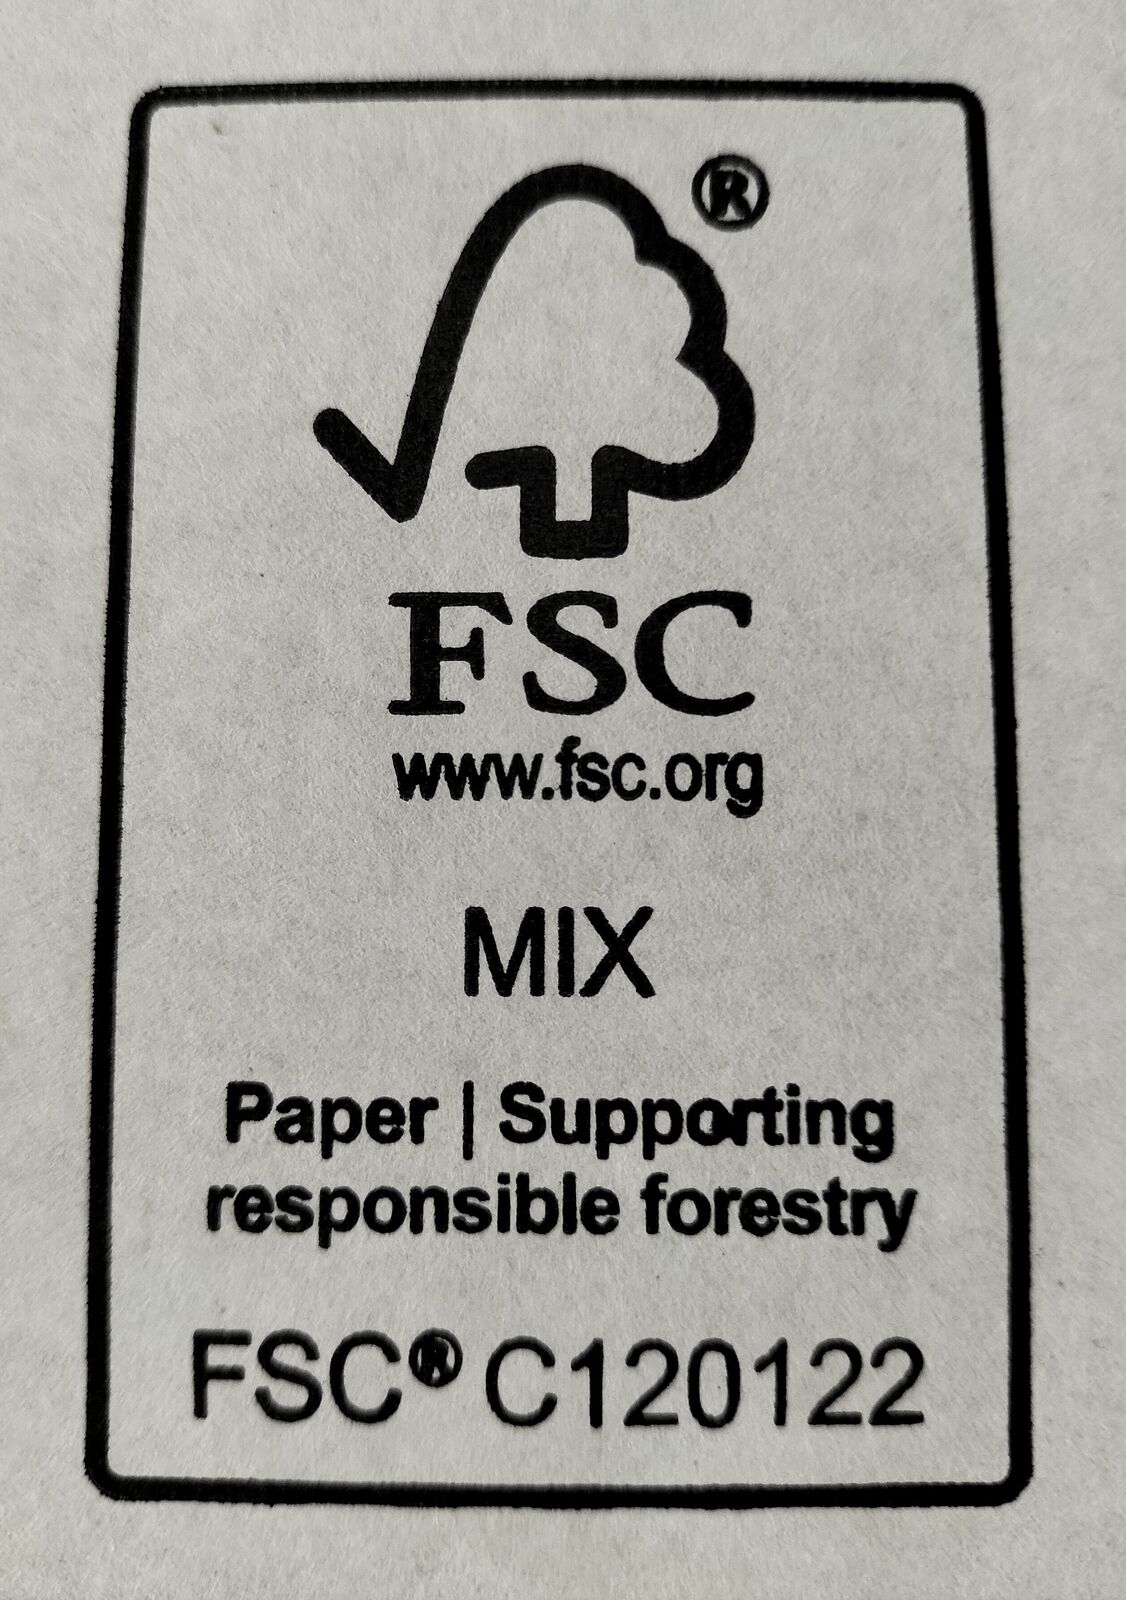 ®
FSC
www.fsc.org
MIX
Paper | Supporting
responsible forestry
FSC® C120122